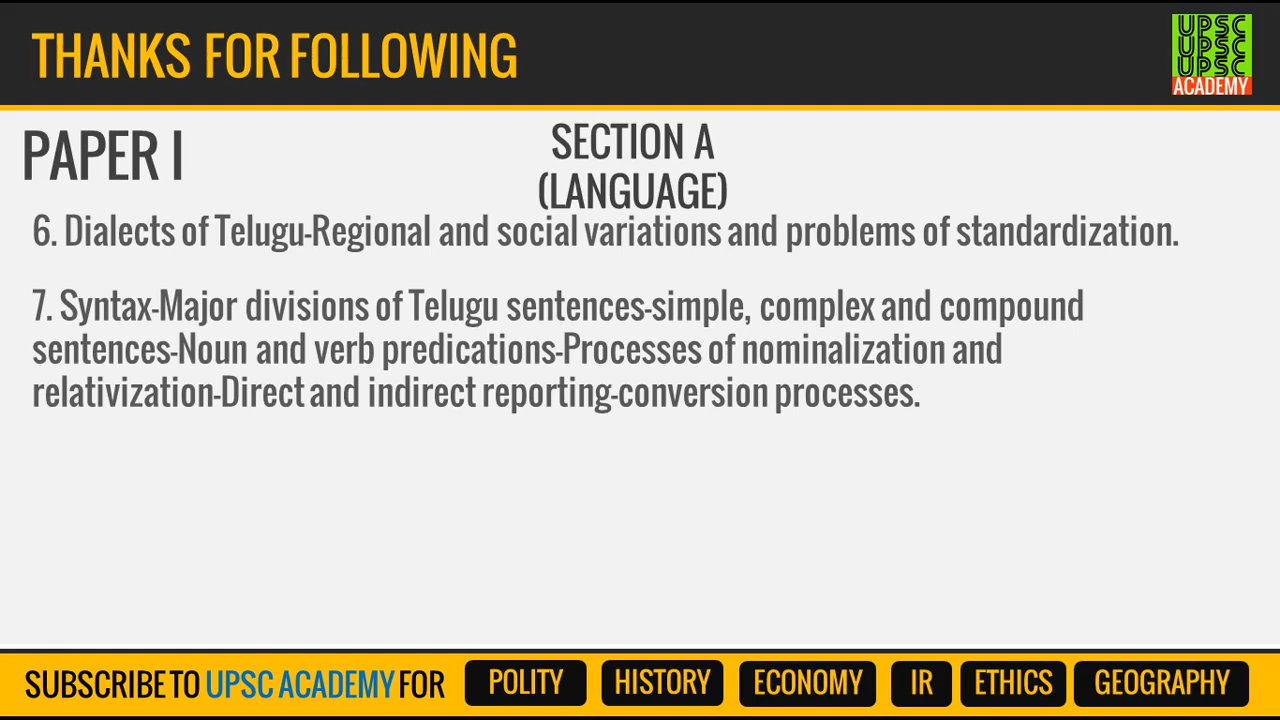 THANKS FOR FOLLOWING
UPSC
UPSC
UPSC
ACADEMY
PAPER I
SECTION A
(LANGUAGE)
6. Dialects of Telugu-Regional and social variations and problems of standardization.
7. Syntax-Major divisions of Telugu sentences-simple, complex and compound
sentences-Noun and verb predications-Processes of nominalization and
relativization-Direct and indirect reporting-conversion processes.
SUBSCRIBE TO UPSC ACADEMY FOR POLITY HISTORY ECONOMY IR ETHICS GEOGRAPHY